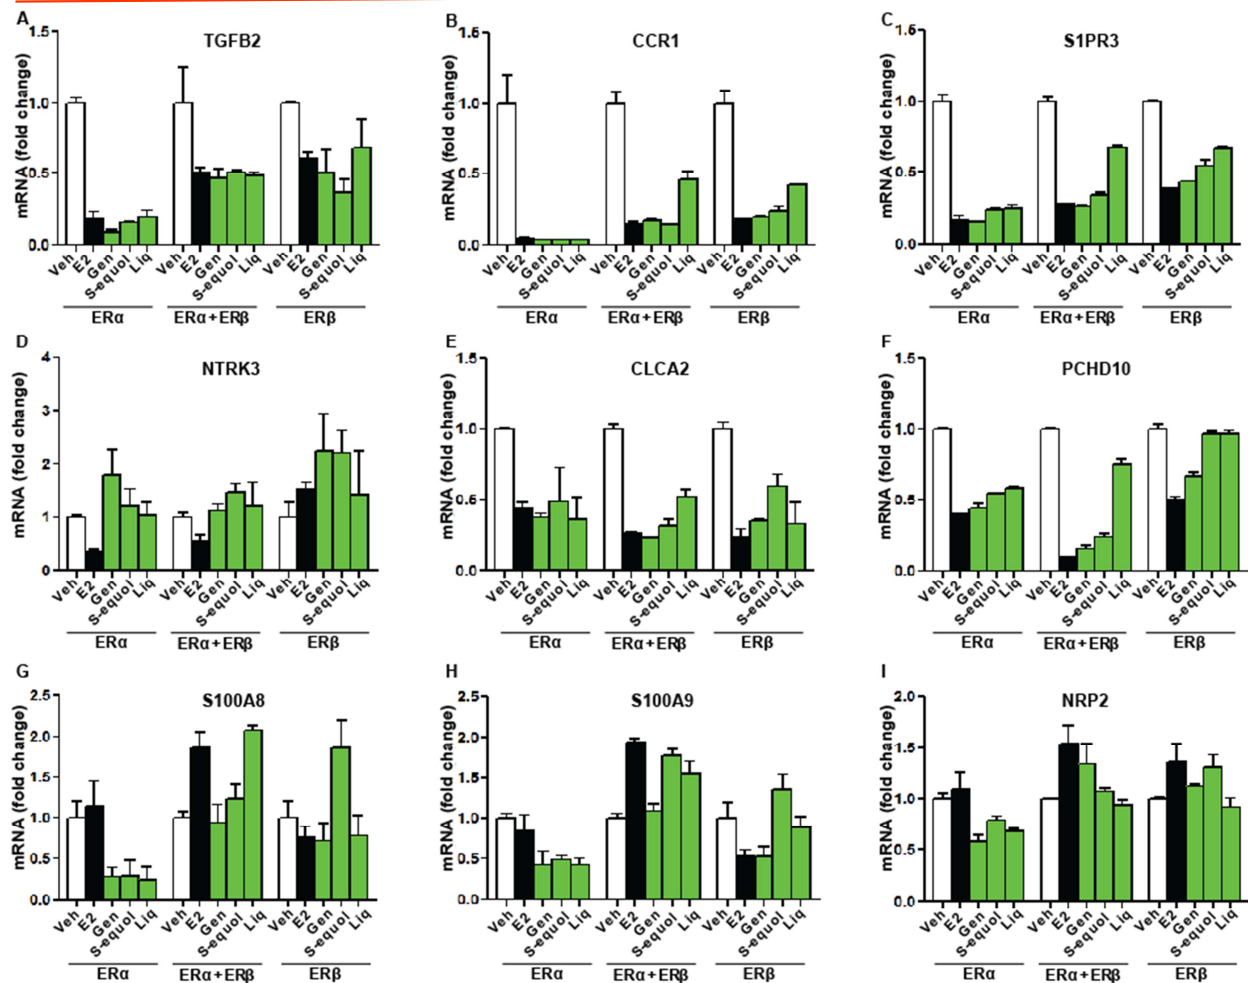 A
TGFB2
mRNA (fold change)
1.5
1.0
0.5
0.0
Veh E2 Gen S-equol Liq Veh E2 Gen S-equol Liq Veh E2 Gen S-equol Liq
ERα ERα+ERβ ERβ
B
CCR1
mRNA (fold change)
1.5
1.0
0.5
0.0
Veh E2 Gen S-equol Liq Veh E2 Gen S-equol Liq Veh E2 Gen S-equol Liq
ERα ERα+ERβ ERβ
C
S1PR3
mRNA (fold change)
1.5
1.0
0.5
0.0
Veh E2 Gen S-equol Liq Veh E2 Gen S-equol Liq Veh E2 Gen S-equol Liq
ERα ERα+ERβ ERβ
D
NTRK3
mRNA (fold change)
4
3
2
1
0
Veh E2 Gen S-equol Liq Veh E2 Gen S-equol Liq Veh E2 Gen S-equol Liq
ERα ERα+ERβ ERβ
E
CLCA2
mRNA (fold change)
1.5
1.0
0.5
0.0
Veh E2 Gen S-equol Liq Veh E2 Gen S-equol Liq Veh E2 Gen S-equol Liq
ERα ERα+ERβ ERβ
F
PCHD10
mRNA (fold change)
1.5
1.0
0.5
0.0
Veh E2 Gen S-equol Liq Veh E2 Gen S-equol Liq Veh E2 Gen S-equol Liq
ERα ERα+ERβ ERβ
G
S100A8
mRNA (fold change)
2.5
2.0
1.5
1.0
0.5
0.0
Veh E2 Gen S-equol Liq Veh E2 Gen S-equol Liq Veh E2 Gen S-equol Liq
ERα ERα+ERβ ERβ
H
S100A9
mRNA (fold change)
2.5
2.0
1.5
1.0
0.5
0.0
Veh E2 Gen S-equol Liq Veh E2 Gen S-equol Liq Veh E2 Gen S-equol Liq
ERα ERα+ERβ ERβ
I
NRP2
mRNA (fold change)
2.0
1.5
1.0
0.5
0.0
Veh E2 Gen S-equol Liq Veh E2 Gen S-equol Liq Veh E2 Gen S-equol Liq
ERα ERα+ERβ ERβ